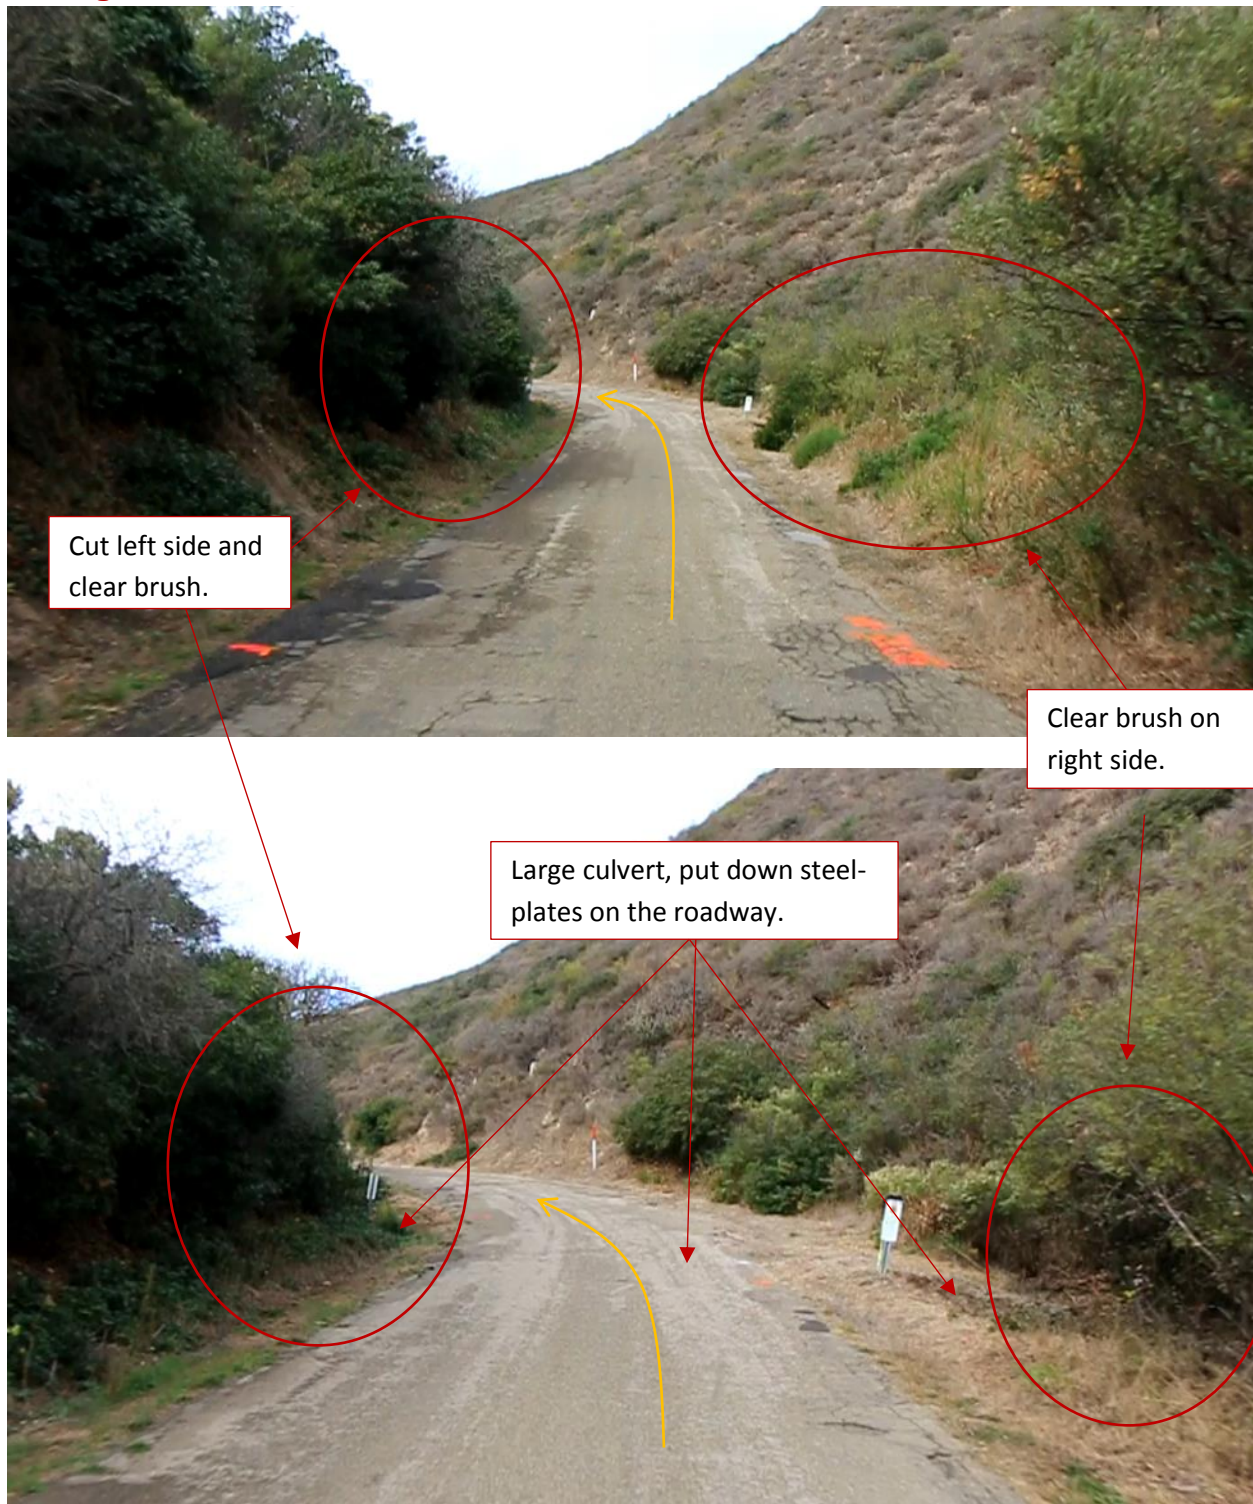 Cut left side and
clear brush.
Clear brush on
right side.
Large culvert, put down steel-
plates on the roadway.